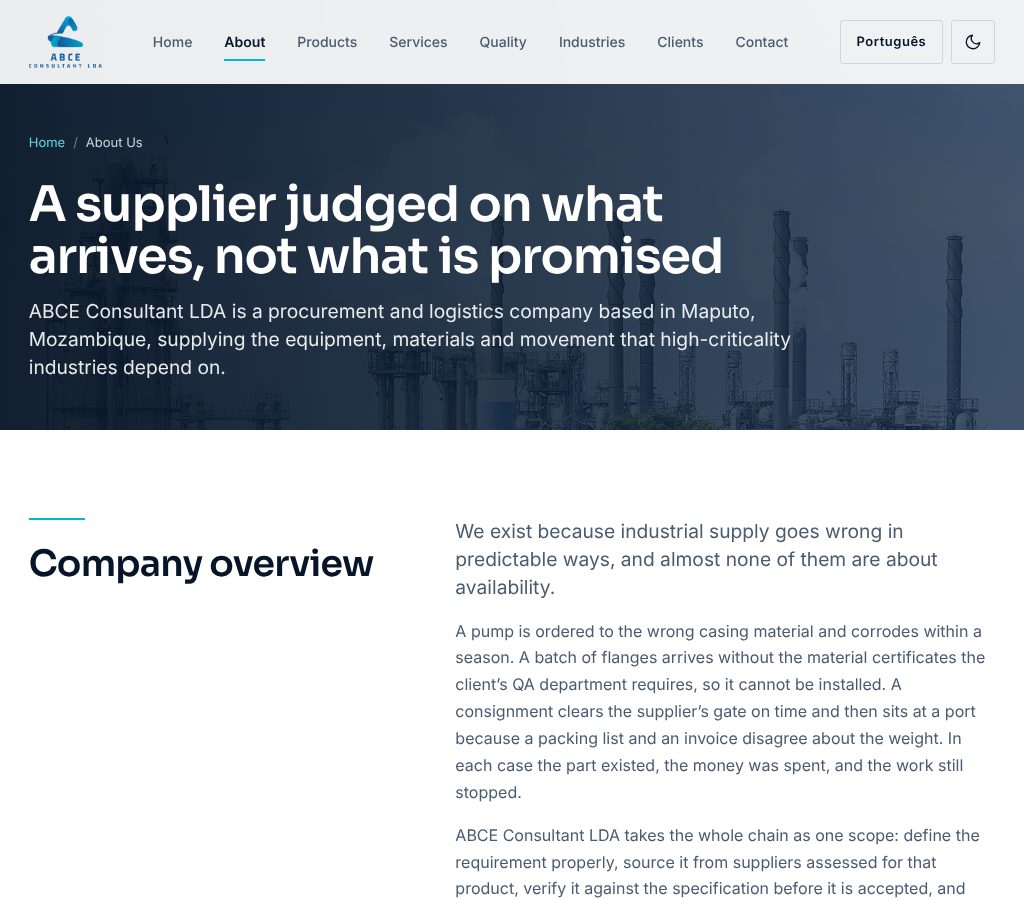 ABCE
CONSULTANT LDA
Home
About
Products
Services
Quality
Industries
Clients
Contact
Português
Home / About Us
A supplier judged on what
arrives, not what is promised
ABCE Consultant LDA is a procurement and logistics company based in Maputo,
Mozambique, supplying the equipment, materials and movement that high-criticality
industries depend on.
Company overview
We exist because industrial supply goes wrong in
predictable ways, and almost none of them are about
availability.
A pump is ordered to the wrong casing material and corrodes within a
season. A batch of flanges arrives without the material certificates the
client’s QA department requires, so it cannot be installed. A
consignment clears the supplier’s gate on time and then sits at a port
because a packing list and an invoice disagree about the weight. In
each case the part existed, the money was spent, and the work still
stopped.
ABCE Consultant LDA takes the whole chain as one scope: define the
requirement properly, source it from suppliers assessed for that
product, verify it against the specification before it is accepted, and